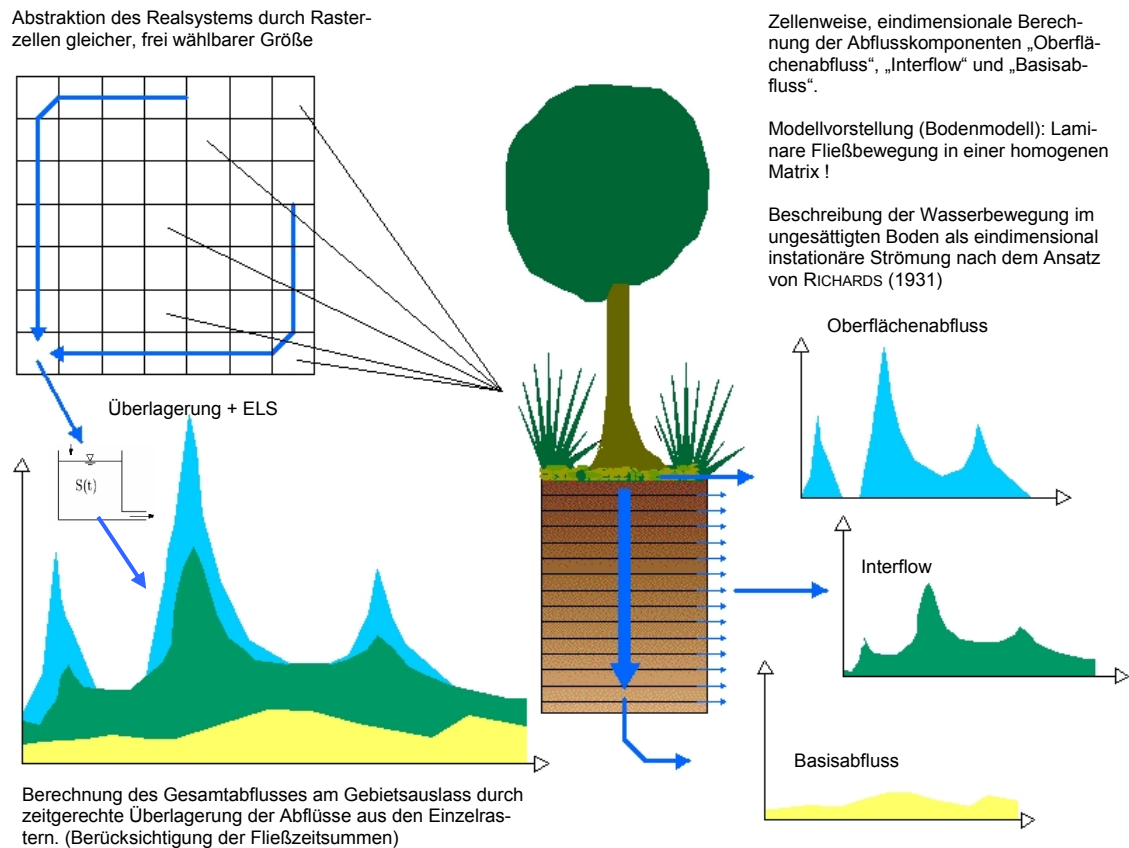 Abstraktion des Realsystems durch Raster-
zellen gleicher, frei wählbarer Größe
Zellenweise, eindimensionale Berech-
nung der Abflusskomponenten „Oberflä-
chenabfluss“, „Interflow“ und „Basisab-
fluss“.
Modellvorstellung (Bodenmodell): Lami-
nare Fließbewegung in einer homogenen
Matrix !
Beschreibung der Wasserbewegung im
ungesättigten Boden als eindimensional
instationäre Strömung nach dem Ansatz
von RICHARDS (1931)
Oberflächenabfluss
Überlagerung + ELS
S(t)
Interflow
Basisabfluss
Berechnung des Gesamtabflusses am Gebietsauslass durch
zeitgerechte Überlagerung der Abflüsse aus den Einzelras-
tern. (Berücksichtigung der Fließzeitsummen)